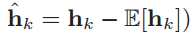 ĥ_k = h_k − 𝔼[h_k])